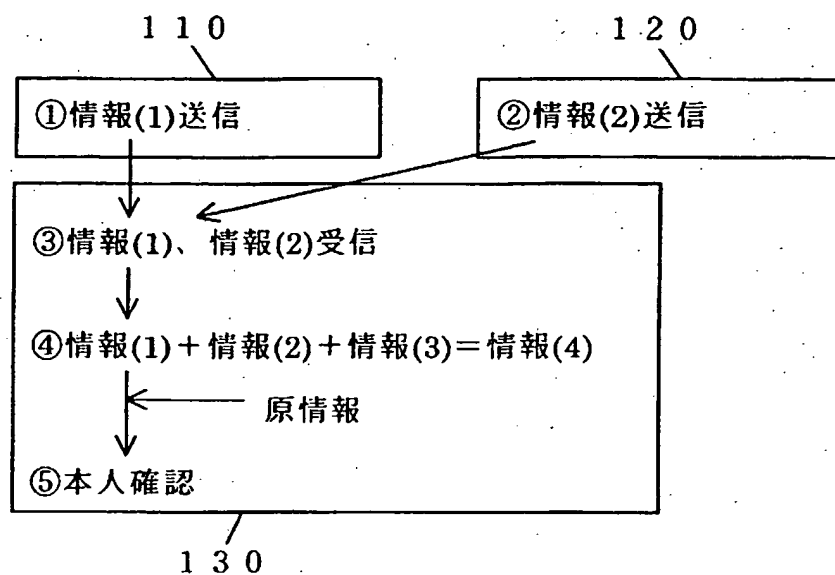 １１０
１２０
①情報(1)送信
②情報(2)送信
③情報(1)、情報(2)受信
④情報(1)＋情報(2)＋情報(3)＝情報(4)
原情報
⑤本人確認
１３０